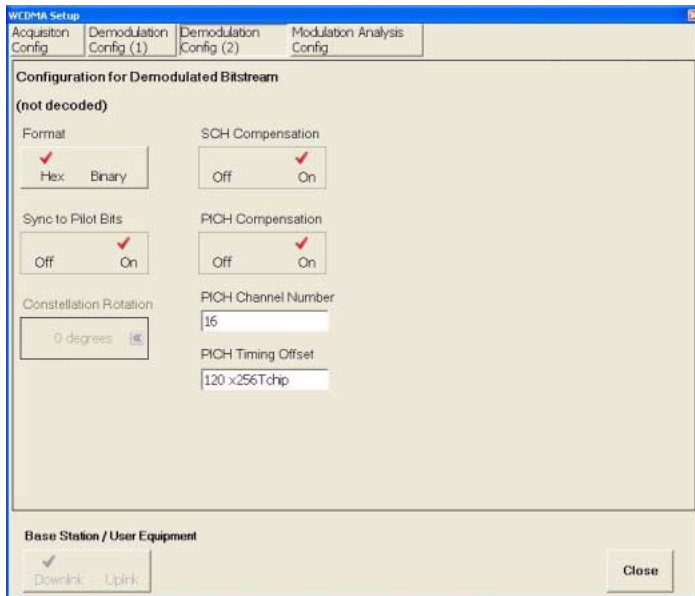 WCDMA Setup
Acquisiton Config
Demodulation Config (1)
Demodulation Config (2)
Modulation Analysis Config
Configuration for Demodulated Bitstream
(not decoded)
Format
Hex Binary
SCH Compensation
Off On
Sync to Pilot Bits
Off On
PICH Compensation
Off On
Constellation Rotation
0 degrees
PICH Channel Number
16
PICH Timing Offset
120 x256Tchip
Base Station / User Equipment
Downlink Uplink
Close